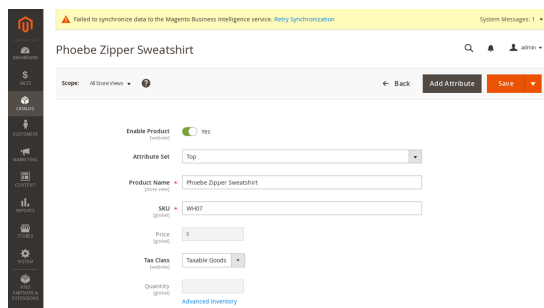 Failed to synchronize data to the Magento Business Intelligence service. Retry Synchronization
System Messages: 1
Phoebe Zipper Sweatshirt
admin
DASHBOARD
SALES
CATALOG
CUSTOMERS
MARKETING
CONTENT
REPORTS
STORES
SYSTEM
FIND PARTNERS & EXTENSIONS
Scope: All Store Views ?
← Back
Add Attribute
Save
Enable Product
[website]
Yes
Attribute Set
Top
Product Name *
[store view]
Phoebe Zipper Sweatshirt
SKU *
[global]
WH07
Price
[global]
$
Tax Class
[website]
Taxable Goods
Quantity
[global]
Advanced Inventory